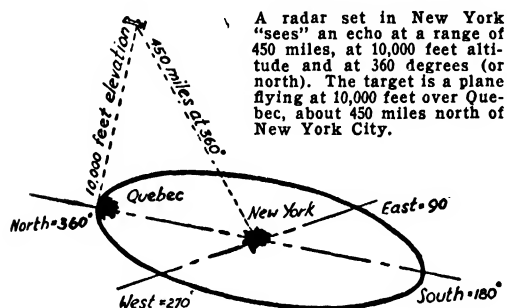 A radar set in New York
“sees” an echo at a range of
450 miles, at 10,000 feet alti-
tude and at 360 degrees (or
north). The target is a plane
flying at 10,000 feet over Que-
bec, about 450 miles north of
New York City.
10,000 feet elevation
450 miles at 360°
Quebec
North=360°
New York
East=90°
West=270°
South=180°